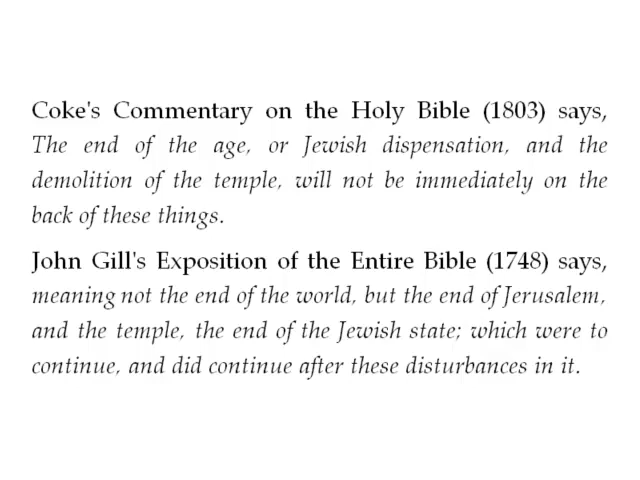 Coke's Commentary on the Holy Bible (1803) says,
The end of the age, or Jewish dispensation, and the
demolition of the temple, will not be immediately on the
back of these things.
John Gill's Exposition of the Entire Bible (1748) says,
meaning not the end of the world, but the end of Jerusalem,
and the temple, the end of the Jewish state; which were to
continue, and did continue after these disturbances in it.